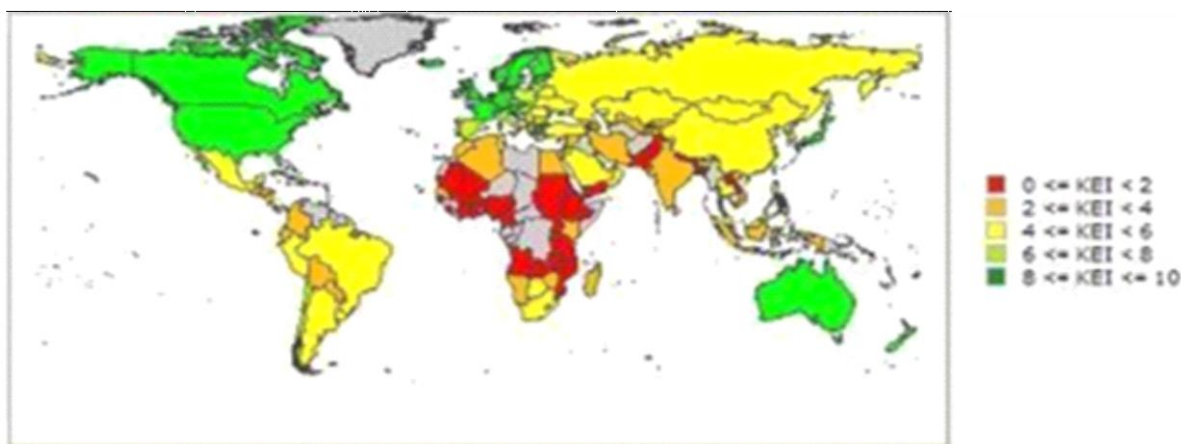 0 <= KEI < 2
2 <= KEI < 4
4 <= KEI < 6
6 <= KEI < 8
8 <= KEI <= 10